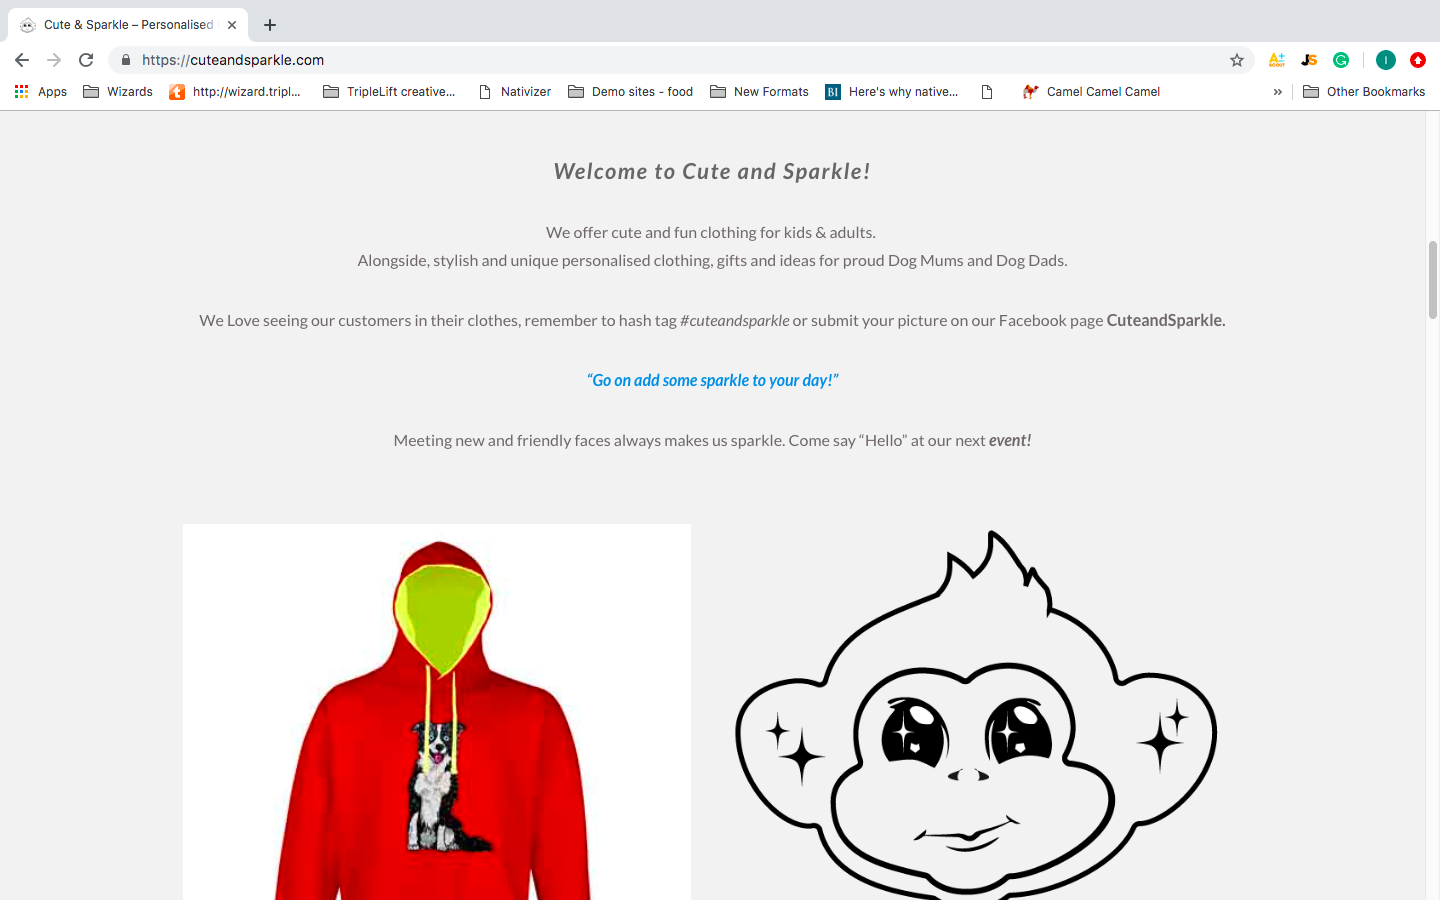 Cute & Sparkle – Personalised
https://cuteandsparkle.com
A+
SCOUT
JS
I
Apps
Wizards
http://wizard.tripl...
TripleLift creative...
Nativizer
Demo sites - food
New Formats
BI
Here's why native...
Camel Camel Camel
»
Other Bookmarks
Welcome to Cute and Sparkle!
We offer cute and fun clothing for kids & adults.
Alongside, stylish and unique personalised clothing, gifts and ideas for proud Dog Mums and Dog Dads.
We Love seeing our customers in their clothes, remember to hash tag #cuteandsparkle or submit your picture on our Facebook page CuteandSparkle.
“Go on add some sparkle to your day!”
Meeting new and friendly faces always makes us sparkle. Come say “Hello” at our next event!